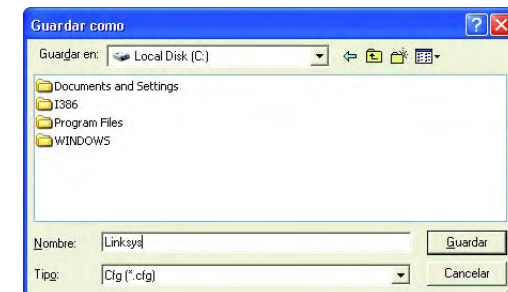 Guardar como
Guardar en: Local Disk (C:)
Documents and Settings
I386
Program Files
WINDOWS
Nombre: Linksys Guardar
Tipo: Cfg (*.cfg) Cancelar